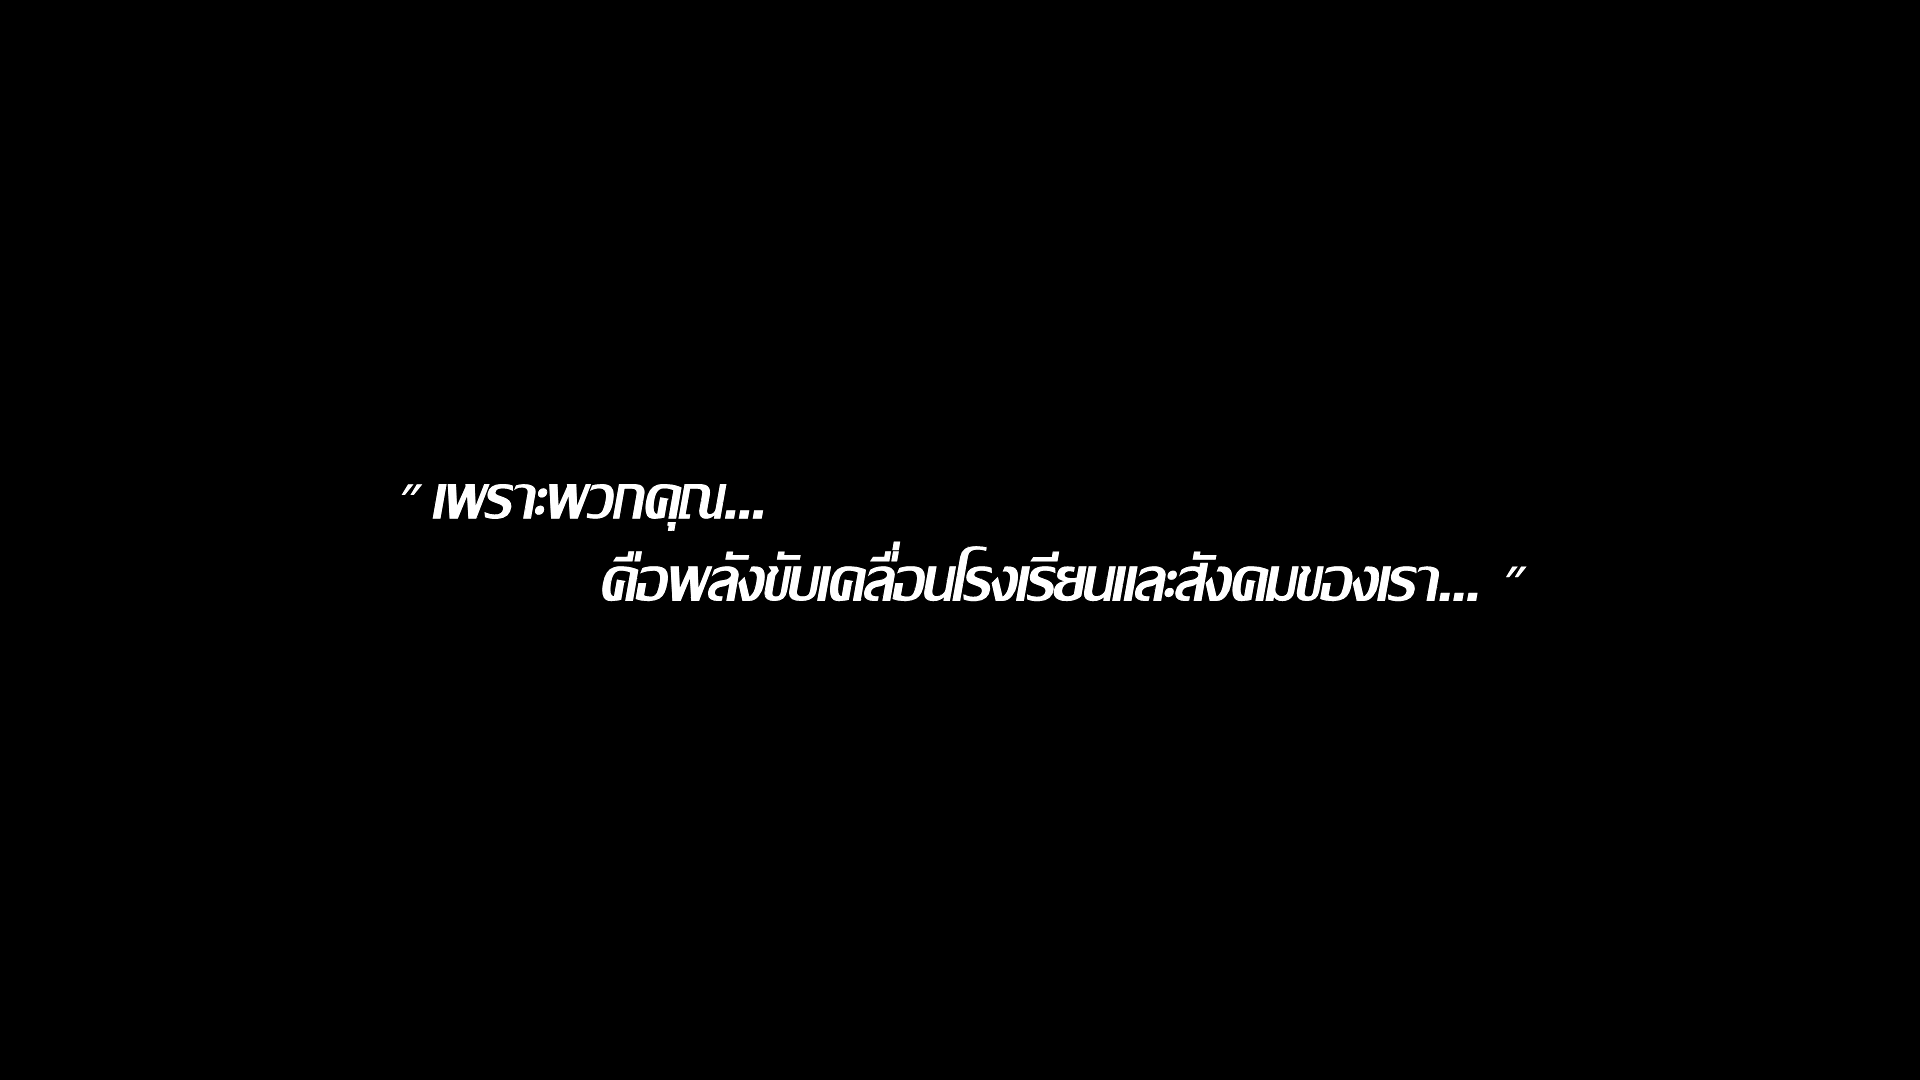 " เพราะพวกคุณ...
คือพลังขับเคลื่อนโรงเรียนและสังคมของเรา... "